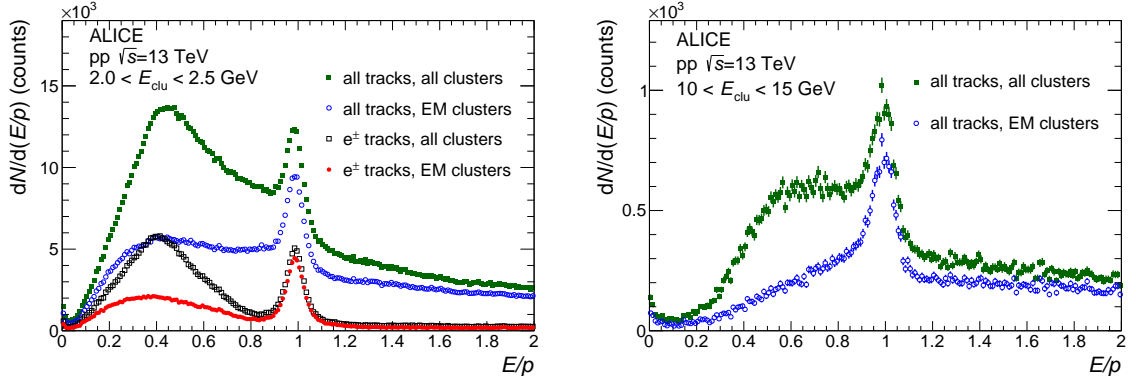 ×10³
ALICE
pp √s=13 TeV
2.0 < E_clu < 2.5 GeV
all tracks, all clusters
all tracks, EM clusters
e± tracks, all clusters
e± tracks, EM clusters
dN/d(E/p) (counts)
15
10
5
0
0 0.2 0.4 0.6 0.8 1 1.2 1.4 1.6 1.8 2
E/p
×10³
ALICE
pp √s=13 TeV
10 < E_clu < 15 GeV
all tracks, all clusters
all tracks, EM clusters
dN/d(E/p) (counts)
1
0.5
0
0 0.2 0.4 0.6 0.8 1 1.2 1.4 1.6 1.8 2
E/p